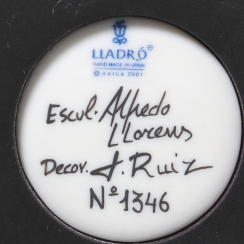 LLADRÓ®
HAND MADE IN SPAIN
© DAISA 2001
Escul. Alfredo
Llorens
Decor. J. Ruiz
Nº 1346